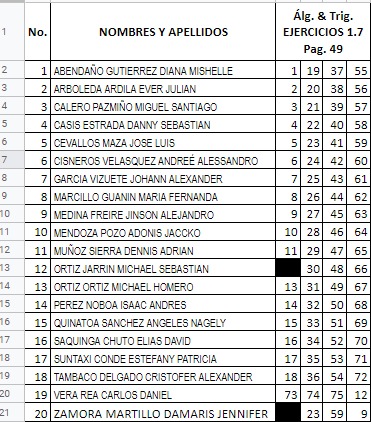 1 No. NOMBRES Y APELLIDOS Álg. & Trig. EJERCICIOS 1.7 Pag. 49
2 1 ABENDAÑO GUTIERREZ DIANA MISHELLE 1 19 37 55
3 2 ARBOLEDA ARDILA EVER JULIAN 2 20 38 56
4 3 CALERO PAZMIÑO MIGUEL SANTIAGO 3 21 39 57
5 4 CASIS ESTRADA DANNY SEBASTIAN 4 22 40 58
6 5 CEVALLOS MAZA JOSE LUIS 5 23 41 59
7 6 CISNEROS VELASQUEZ ANDREÉ ALESSANDRO 6 24 42 60
8 7 GARCIA VIZUETE JOHANN ALEXANDER 7 25 43 61
9 8 MARCILLO GUANIN MARIA FERNANDA 8 26 44 62
10 9 MEDINA FREIRE JINSON ALEJANDRO 9 27 45 63
11 10 MENDOZA POZO ADONIS JACCKO 10 28 46 64
12 11 MUÑOZ SIERRA DENNIS ADRIAN 11 29 47 65
13 12 ORTIZ JARRIN MICHAEL SEBASTIAN 30 48 66
14 13 ORTIZ ORTIZ MICHAEL HOMERO 13 31 49 67
15 14 PEREZ NOBOA ISAAC ANDRES 14 32 50 68
16 15 QUINATOA SANCHEZ ANGELES NAGELY 15 33 51 69
17 16 SAQUINGA CHUTO ELIAS DAVID 16 34 52 70
18 17 SUNTAXI CONDE ESTEFANY PATRICIA 17 35 53 71
19 18 TAMBACO DELGADO CRISTOFER ALEXANDER 18 36 54 72
20 19 VERA REA CARLOS DANIEL 73 74 75 12
21 20 ZAMORA MARTILLO DAMARIS JENNIFER 23 59 9